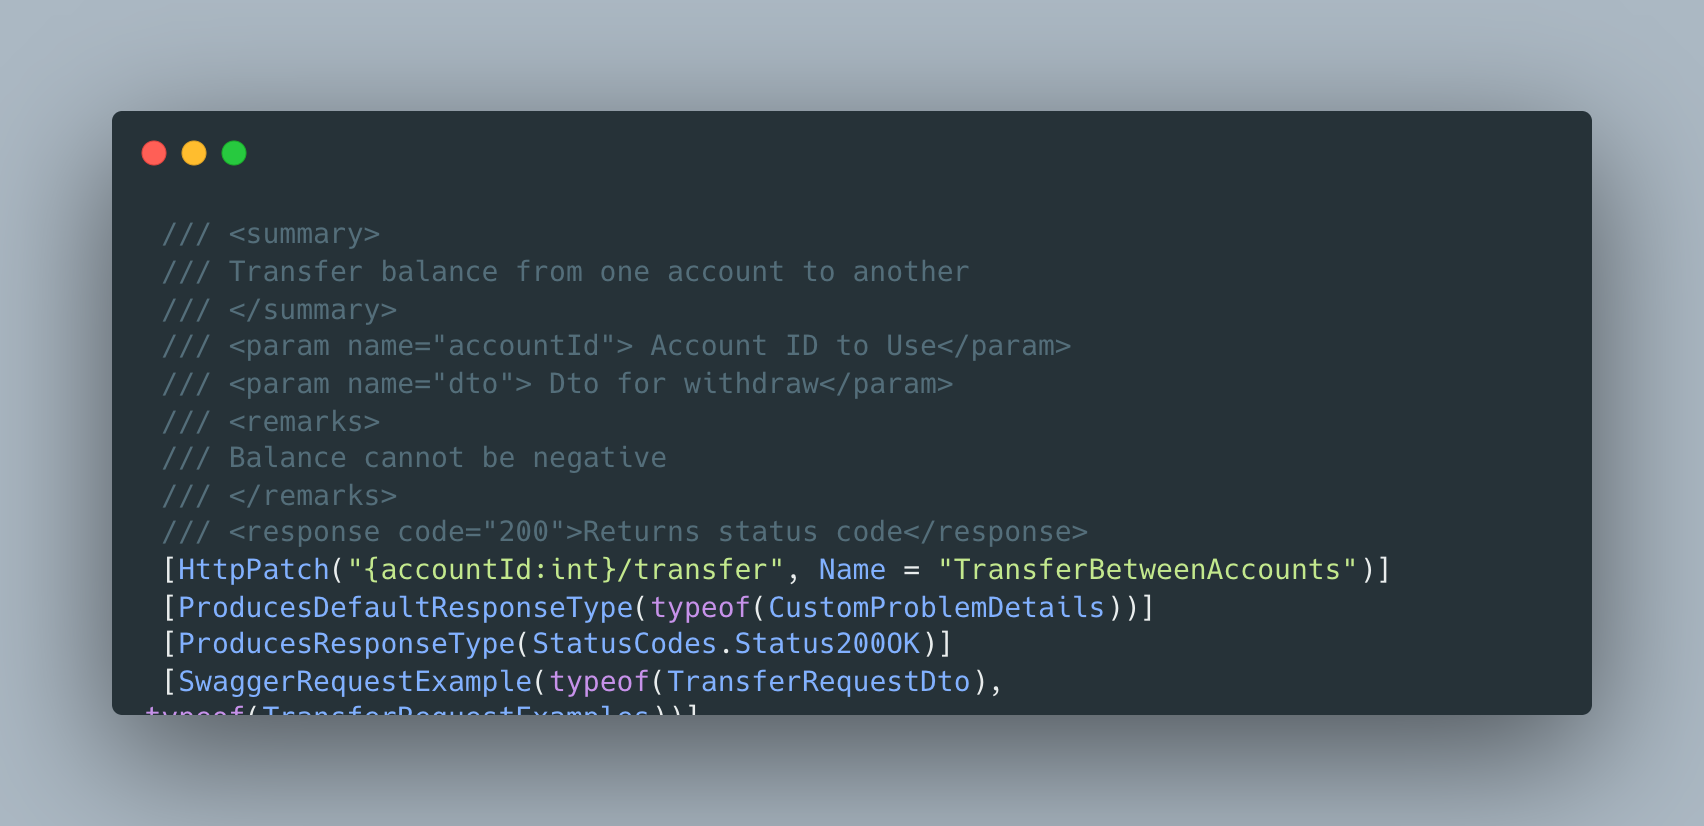 /// <summary>
/// Transfer balance from one account to another
/// </summary>
/// <param name="accountId"> Account ID to Use</param>
/// <param name="dto"> Dto for withdraw</param>
/// <remarks>
/// Balance cannot be negative
/// </remarks>
/// <response code="200">Returns status code</response>
[HttpPatch("{accountId:int}/transfer", Name = "TransferBetweenAccounts")]
[ProducesDefaultResponseType(typeof(CustomProblemDetails))]
[ProducesResponseType(StatusCodes.Status200OK)]
[SwaggerRequestExample(typeof(TransferRequestDto),
typeof(TransferRequestExamples))]